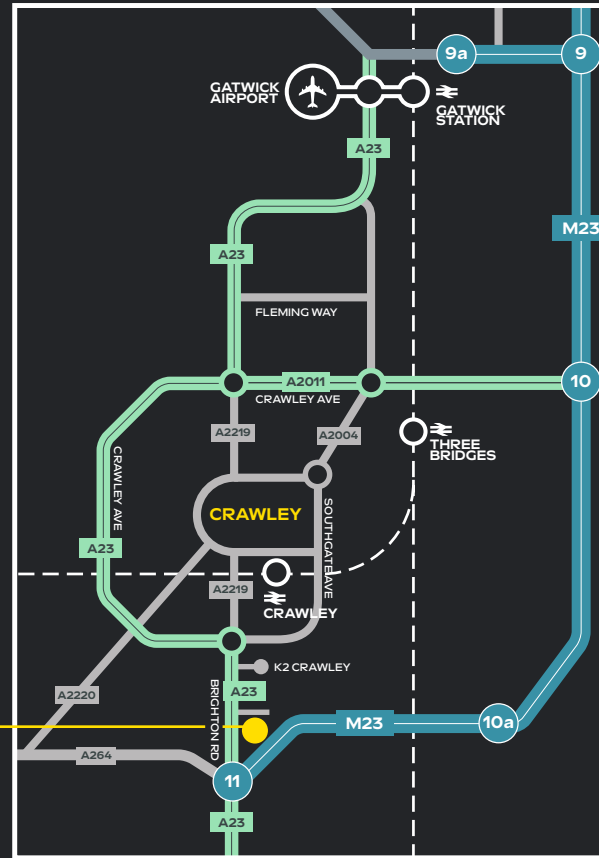 9a
9
GATWICK
AIRPORT
GATWICK
STATION
A23
M23
A23
FLEMING WAY
A2011
10
CRAWLEY AVE
A2219
A2004
THREE
BRIDGES
CRAWLEY AVE
CRAWLEY
SOUTHGATE AVE
A23
A2219
CRAWLEY
K2 CRAWLEY
A2220
A23
BRIGHTON RD
M23
10a
A264
11
A23